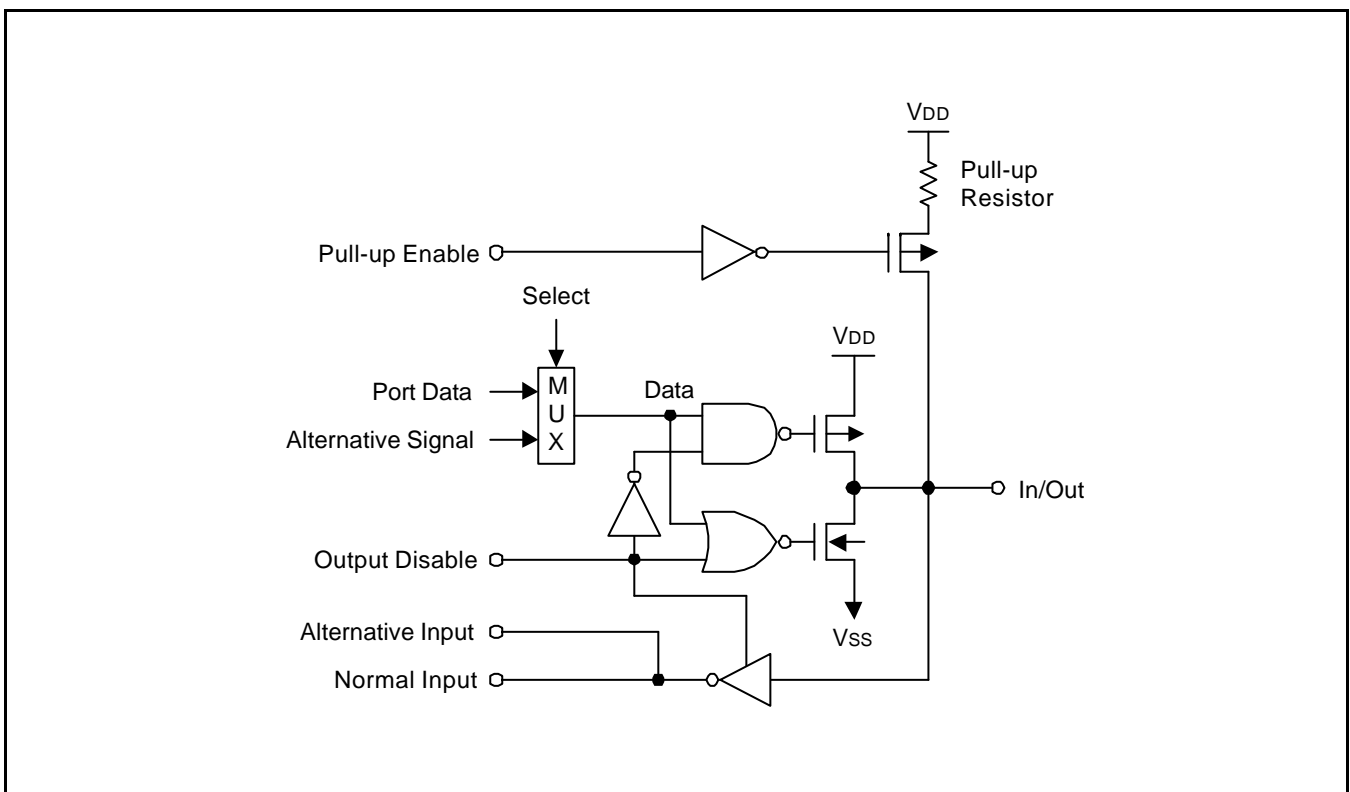 VDD
Pull-up
Resistor
Pull-up Enable
Select
VDD
Port Data
M
U
X
Data
Alternative Signal
In/Out
Output Disable
Alternative Input
VSS
Normal Input